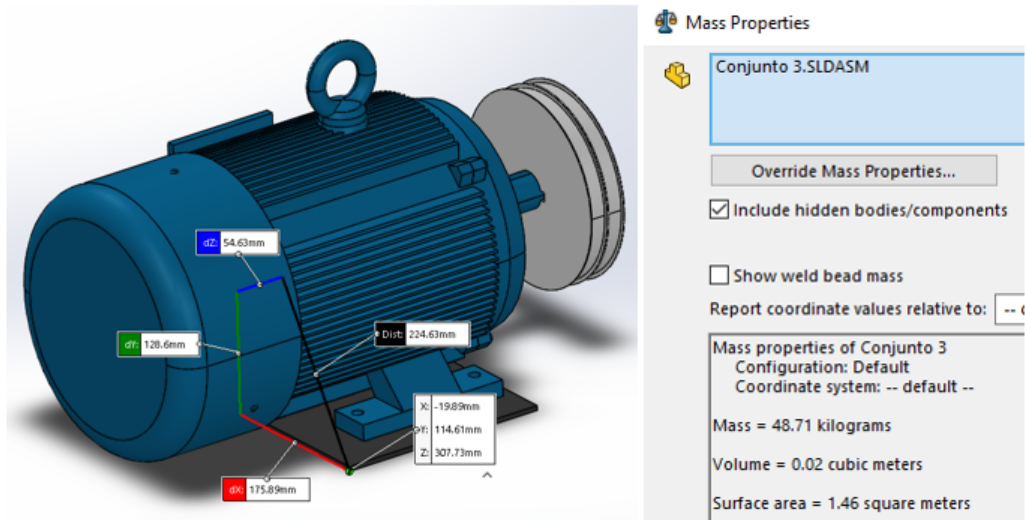 Mass Properties
Conjunto 3.SLDASM
Override Mass Properties...
Include hidden bodies/components
Show weld bead mass
Report coordinate values relative to:
Mass properties of Conjunto 3
Configuration: Default
Coordinate system: -- default --
Mass = 48.71 kilograms
Volume = 0.02 cubic meters
Surface area = 1.46 square meters
dZ: 54.63mm
dY: 128.6mm
Dist: 224.63mm
X: -19.89mm
Y: 114.61mm
Z: 307.73mm
dX: 175.89mm